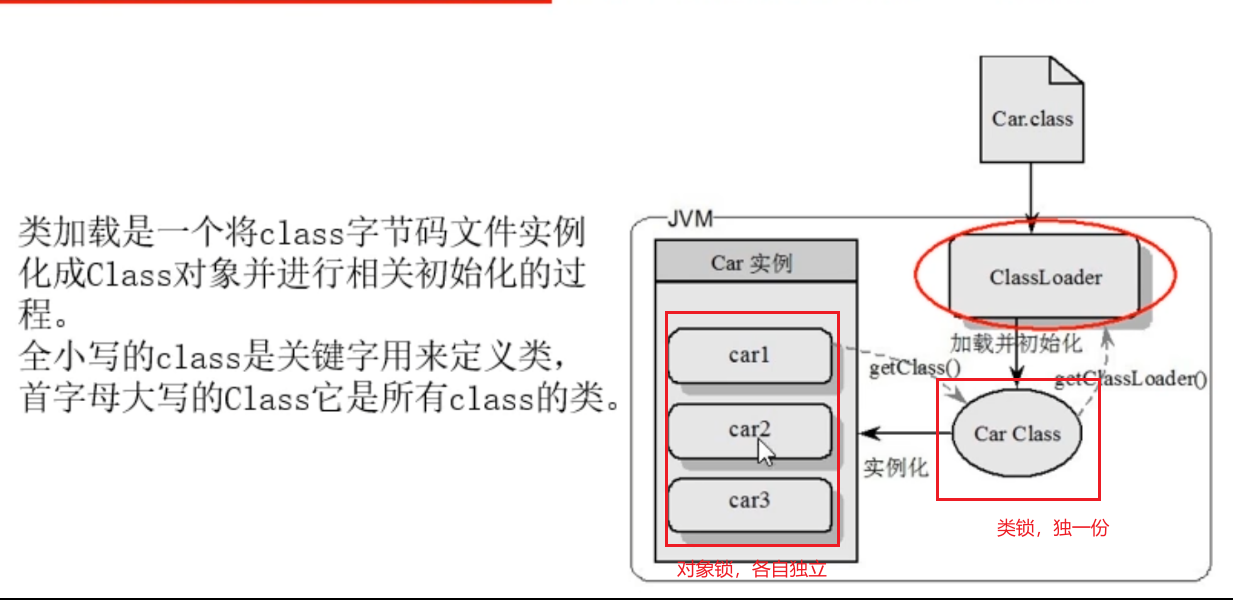 类加载是一个将class字节码文件实例
化成Class对象并进行相关初始化的过
程。
全小写的class是关键字用来定义类，
首字母大写的Class它是所有class的类。
Car.class
JVM
ClassLoader
Car 实例
加载并初始化
car1
getClass()
getClassLoader()
car2
Car Class
实例化
car3
类锁，独一份
对象锁，各自独立